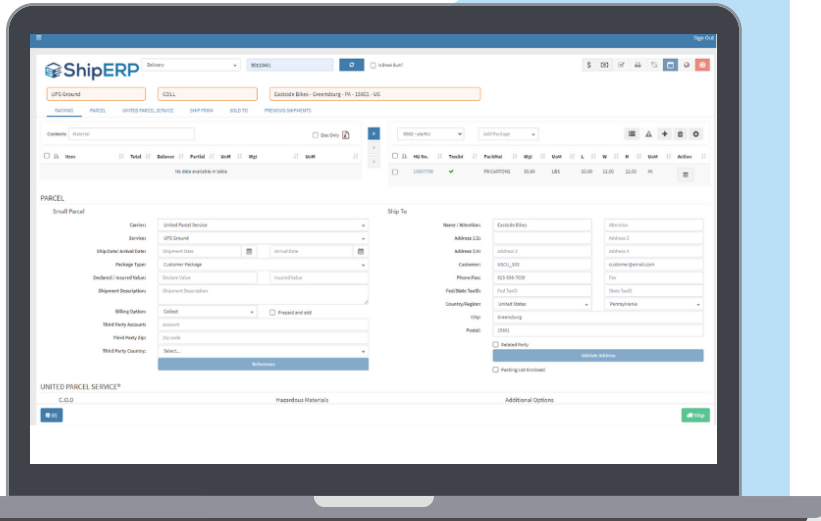 Sign Out
ShipERP Delivery Is Break Bulk?
UPS Ground COLL Eastside Bikes - Greensburg - PA - 15601 - US
PACKING PARCEL UNITED PARCEL SERVICE SHIP FROM SOLD TO PREVIOUS SHIPMENTS
Contents Material Doc Only Add Package
Item Total Balance Partial UoM Wgt UoM HU No. Track# PackMat Wgt UoM L W H UoM Action
No data available in table LBS 12.00 12.00 IN
PARCEL
Small Parcel Ship To
Carrier: United Parcel Service Name / Attention: Eastside Bikes Attention
Service: UPS Ground Address 1/2: Address 2
Ship Date/ Arrival Date: Shipment Date Arrival Date Address 3/4: Address 3 Address 4
Package Type: Customer Package Customer: USCU_S03 customer@email.com
Declared / Insured Value: Declare Value Insured Value Phone/Fax: Fax
Shipment Description: Shipment Description Fed/State TaxID: Fed TaxID State TaxID
Country/Region: United States Pennsylvania
Billing Option: Collect Prepaid and add City: Greensburg
Third Party Account: Account Postal: 15601
Third Party Zip: Zip code Related Party
Third Party Country: Select... Validate Address
References
Packing List Enclosed
UNITED PARCEL SERVICE®
C.O.D Hazardous Materials Additional Options
Ship